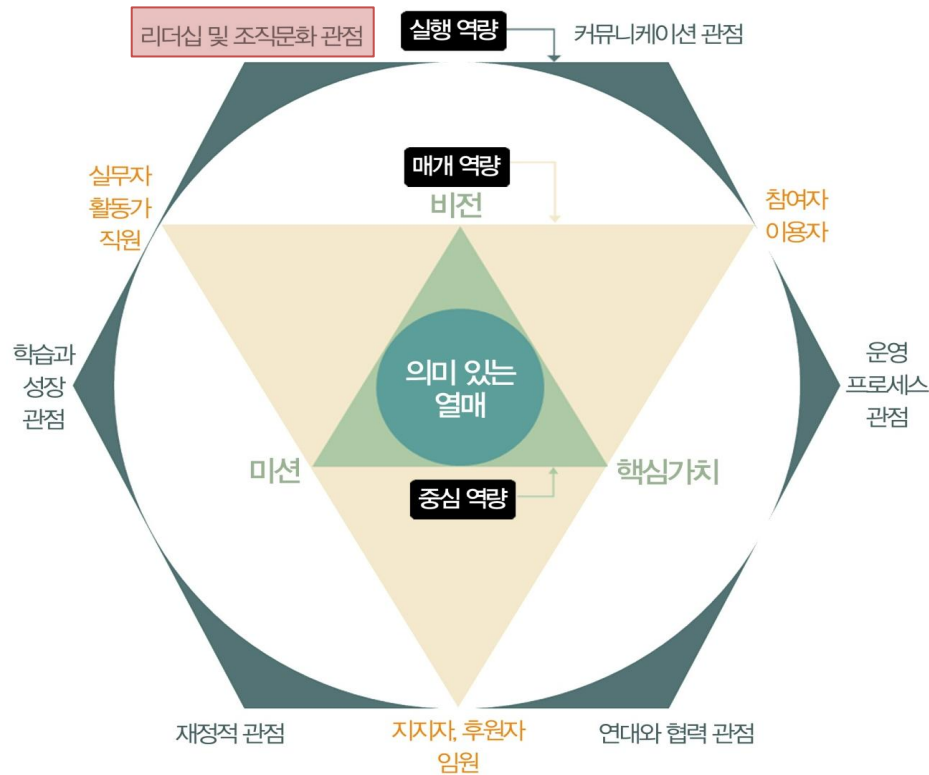 리더십 및 조직문화 관점
실행 역량
커뮤니케이션 관점
매개 역량
비전
실무자
활동가
직원
참여자
이용자
학습과
성장
관점
의미 있는
열매
운영
프로세스
관점
미션
핵심가치
중심 역량
재정적 관점
지지자, 후원자
임원
연대와 협력 관점